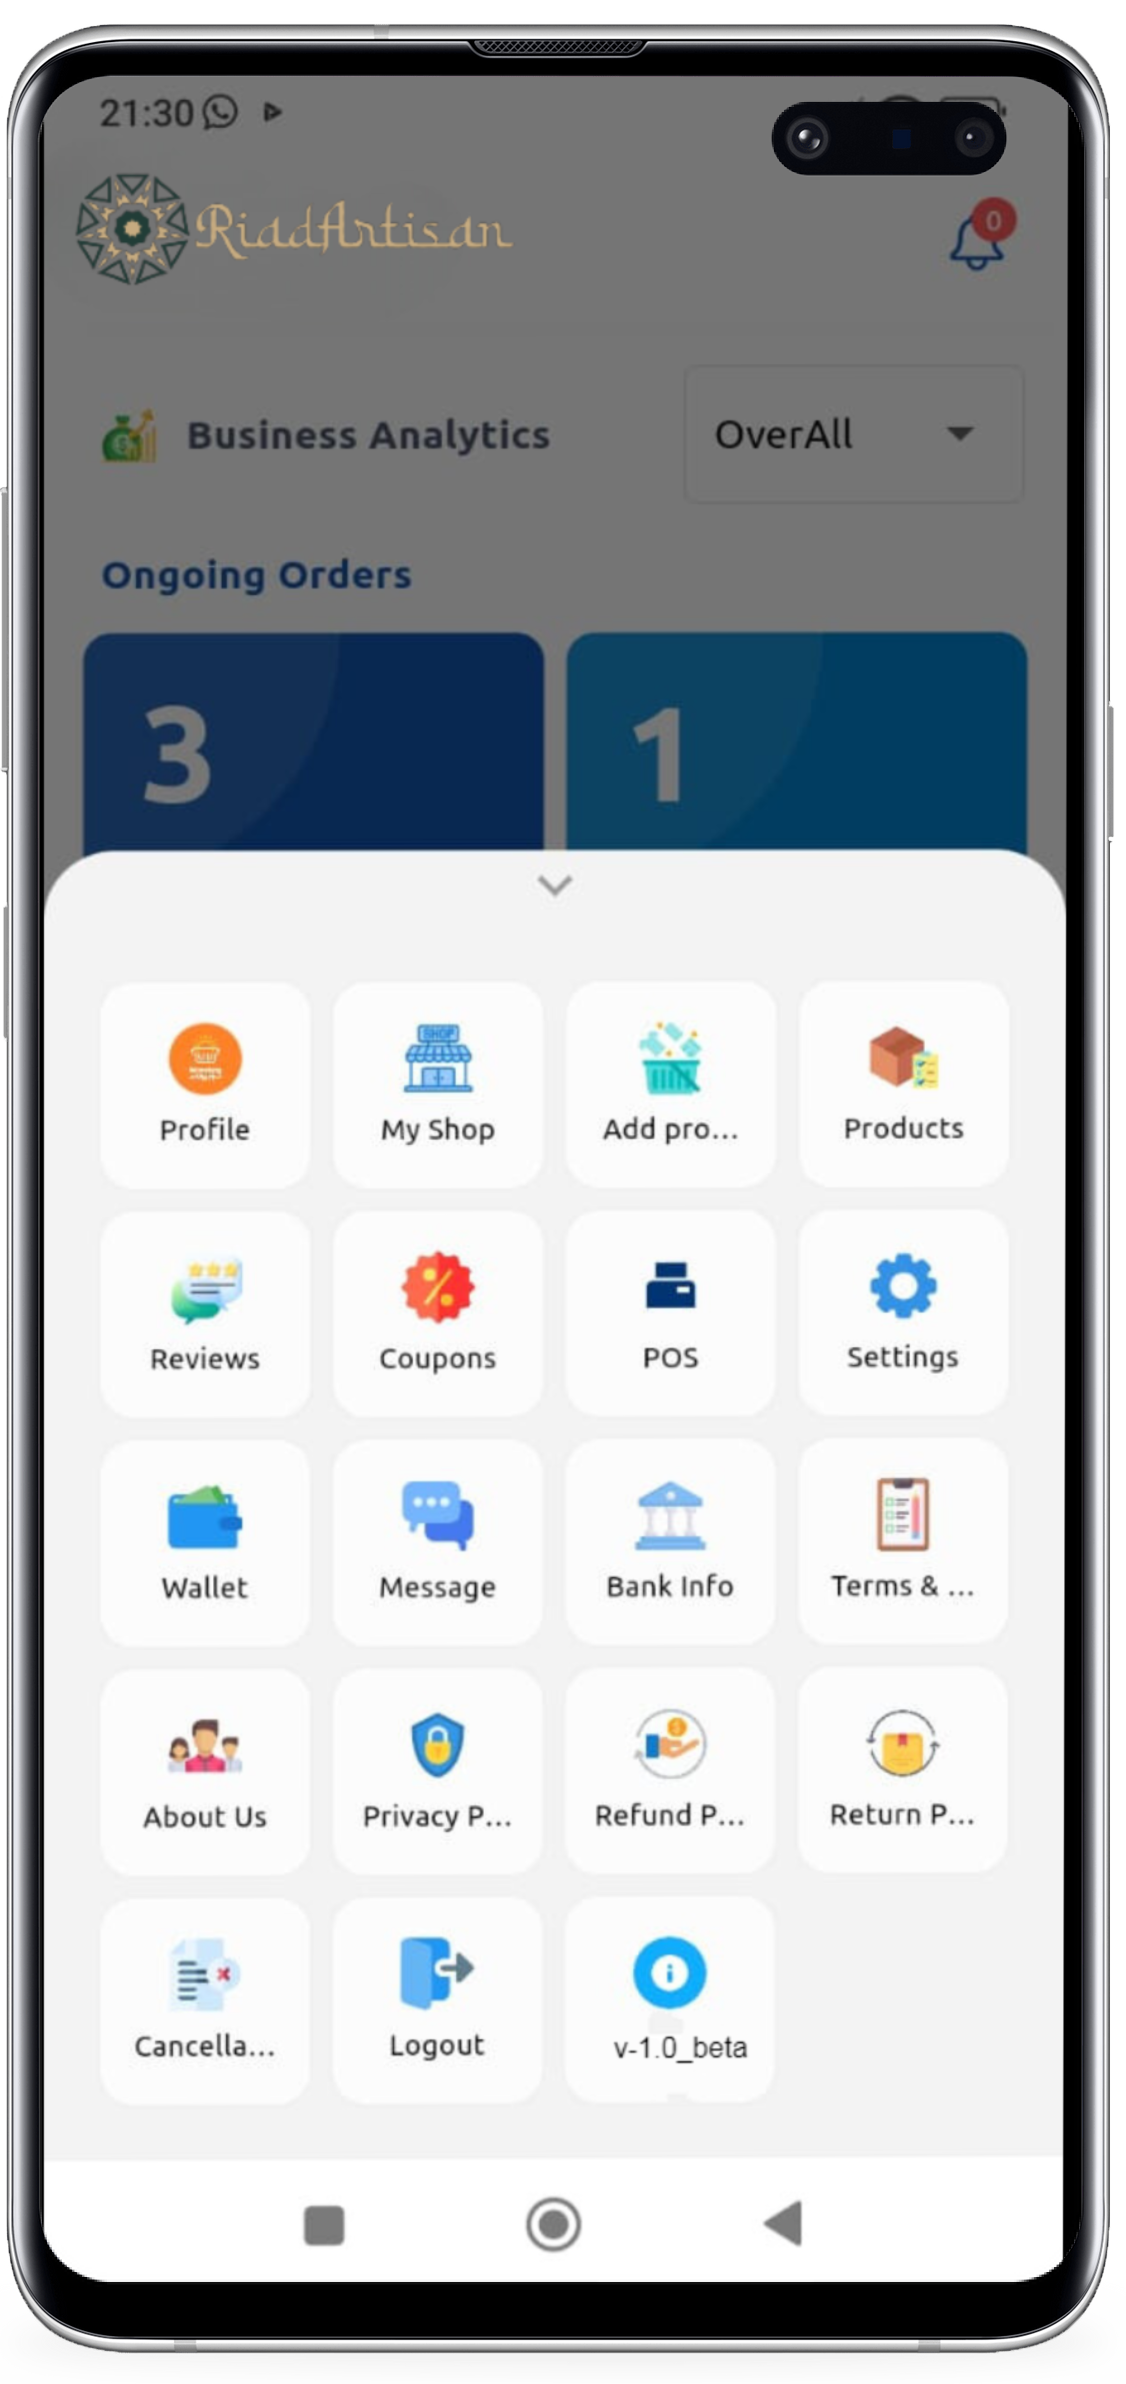 21:30
RiadArtisan
0
Business Analytics
OverAll
Ongoing Orders
3
1
SHOP
Profile
My Shop
Add pro...
Products
Reviews
Coupons
POS
Settings
Wallet
Message
Bank Info
Terms & ...
About Us
Privacy P...
Refund P...
Return P...
Cancella...
Logout
v-1.0_beta